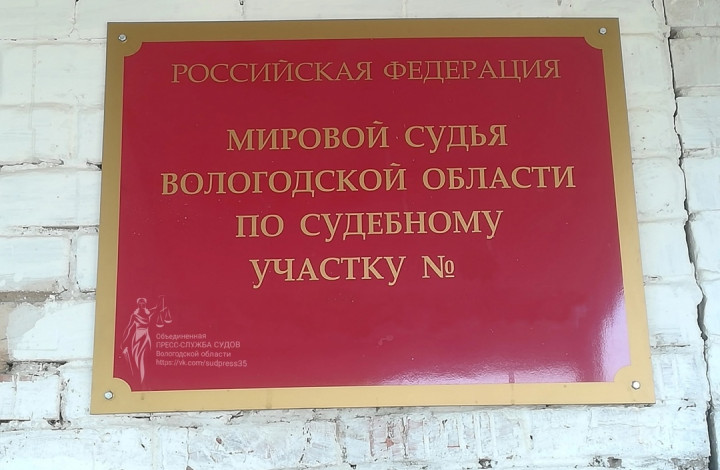 РОССИЙСКАЯ ФЕДЕРАЦИЯ
МИРОВОЙ СУДЬЯ
ВОЛОГОДСКОЙ ОБЛАСТИ
ПО СУДЕБНОМУ
УЧАСТКУ №
Объединенная
ПРЕСС-СЛУЖБА СУДОВ
Вологодской области
https://vk.com/sudpress35